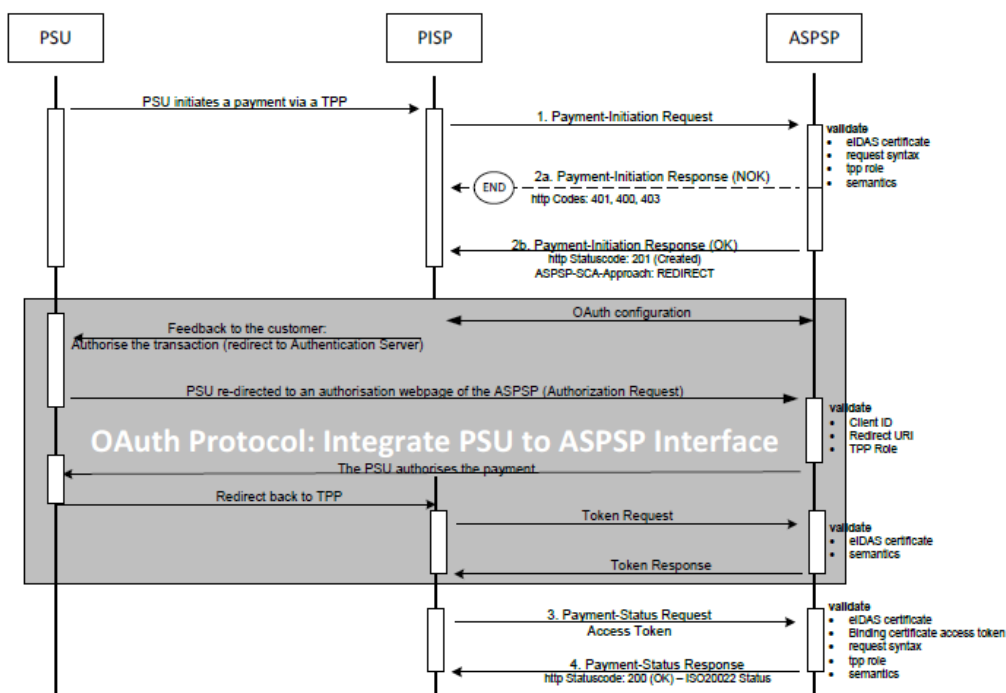 PSU
PISP
ASPSP
PSU initiates a payment via a TPP
1. Payment-Initiation Request
validate
• eIDAS certificate
• request syntax
• tpp role
• semantics
2a. Payment-Initiation Response (NOK)
END
http Codes: 401, 400, 403
2b. Payment-Initiation Response (OK)
http Statuscode: 201 (Created)
ASPSP-SCA-Approach: REDIRECT
OAuth configuration
Feedback to the customer:
Authorise the transaction (redirect to Authentication Server)
PSU re-directed to an authorisation webpage of the ASPSP (Authorization Request)
validate
• Client ID
• Redirect URI
• TPP Role
OAuth Protocol: Integrate PSU to ASPSP Interface
The PSU authorises the payment
Redirect back to TPP
Token Request
validate
• eIDAS certificate
• semantics
Token Response
3. Payment-Status Request
Access Token
validate
• eIDAS certificate
• Binding certificate access token
• request syntax
• tpp role
• semantics
4. Payment-Status Response
http Statuscode: 200 (OK) – ISO20022 Status